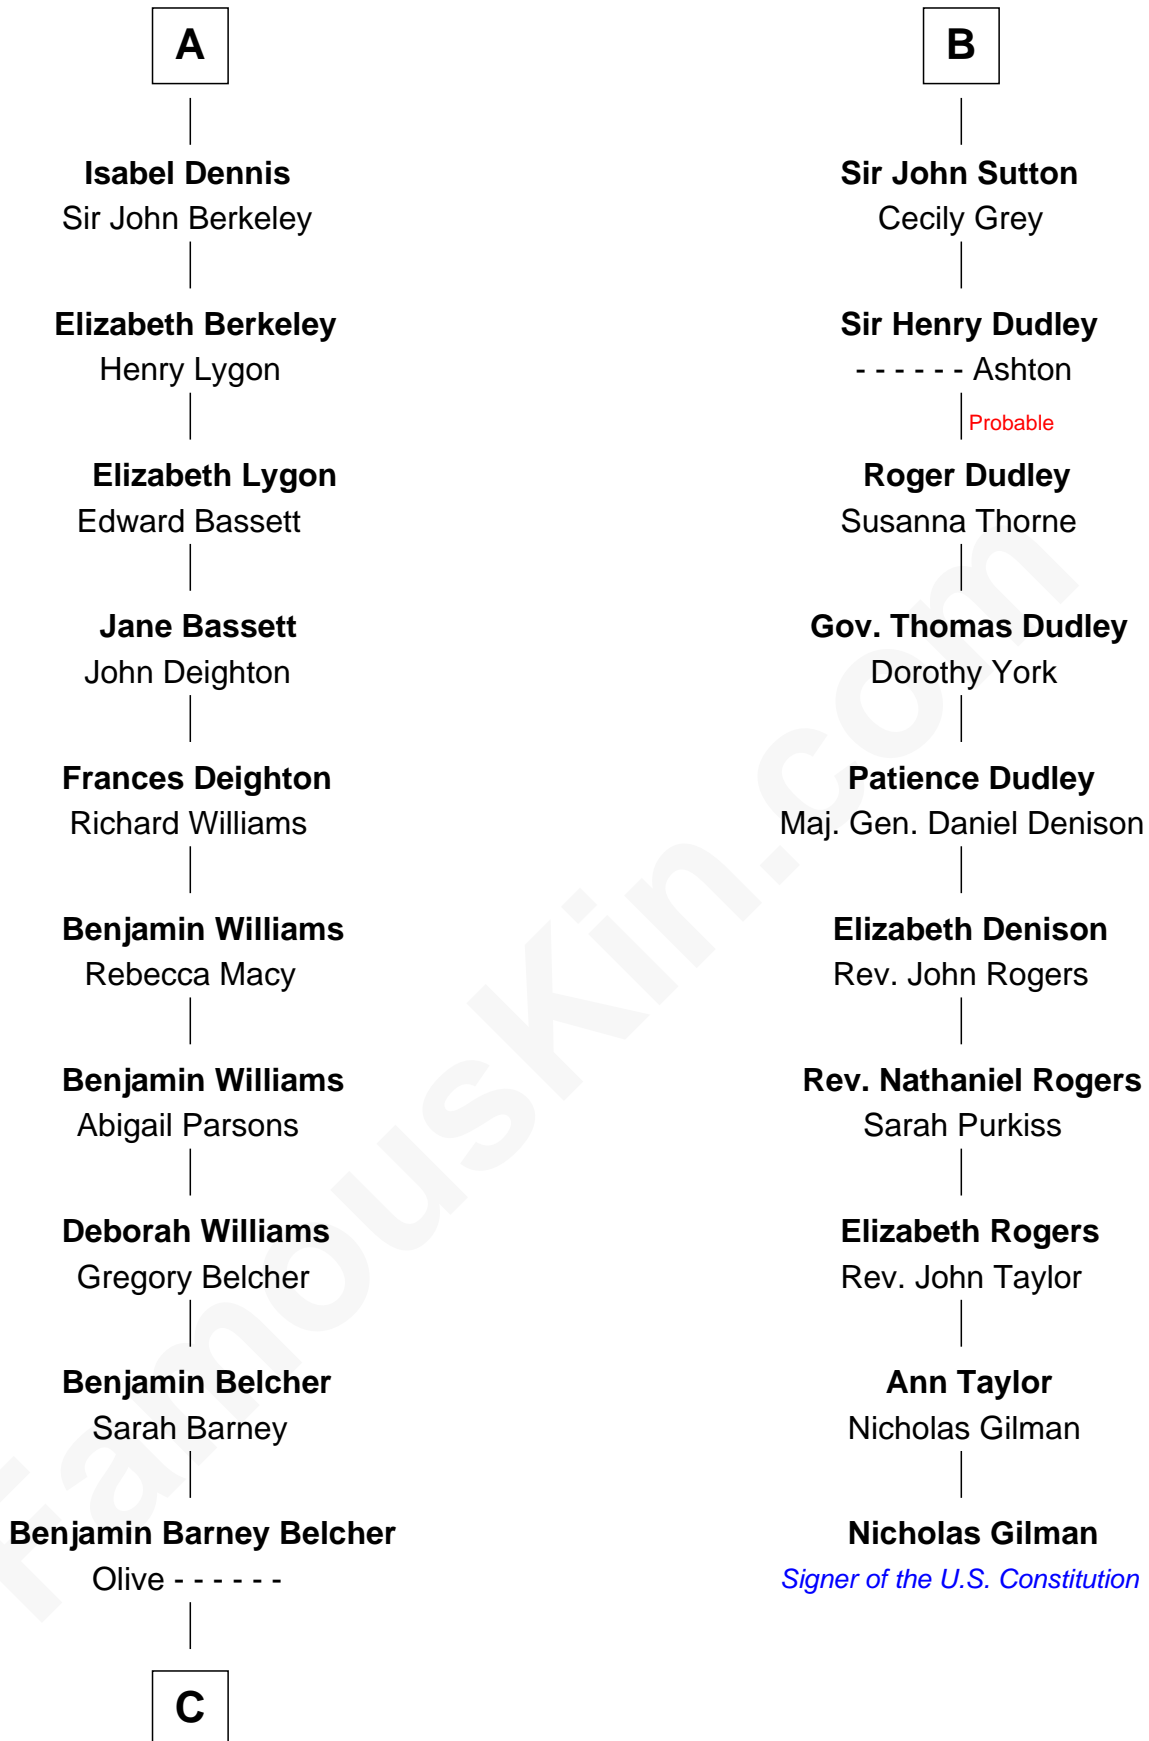 A
Isabel Dennis
Sir John Berkeley
Elizabeth Berkeley
Henry Lygon
Elizabeth Lygon
Edward Bassett
Jane Bassett
John Deighton
Frances Deighton
Richard Williams
Benjamin Williams
Rebecca Macy
Benjamin Williams
Abigail Parsons
Deborah Williams
Gregory Belcher
Benjamin Belcher
Sarah Barney
Benjamin Barney Belcher
Olive - - - - - -
C
B
Sir John Sutton
Cecily Grey
Sir Henry Dudley
- - - - - - Ashton
Probable
Roger Dudley
Susanna Thorne
Gov. Thomas Dudley
Dorothy York
Patience Dudley
Maj. Gen. Daniel Denison
Elizabeth Denison
Rev. John Rogers
Rev. Nathaniel Rogers
Sarah Purkiss
Elizabeth Rogers
Rev. John Taylor
Ann Taylor
Nicholas Gilman
Nicholas Gilman
Signer of the U.S. Constitution
FamousKin.com